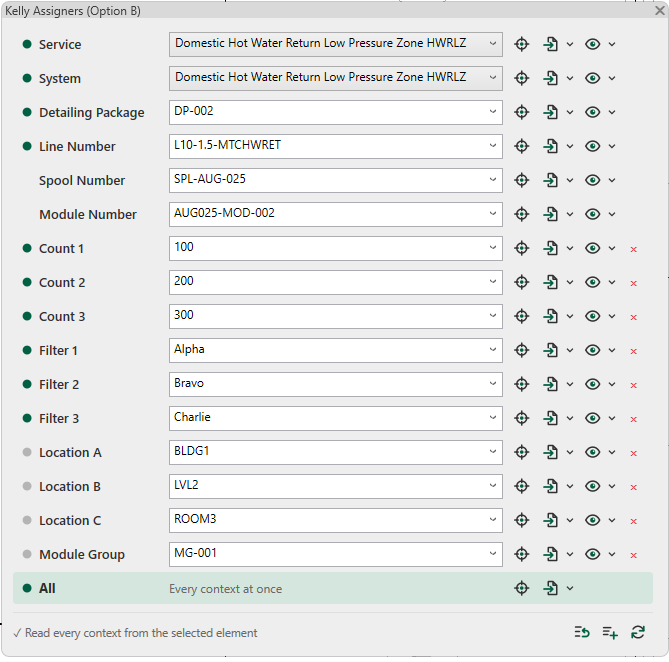 Kelly Assigners (Option B)
Service Domestic Hot Water Return Low Pressure Zone HWRLZ
System Domestic Hot Water Return Low Pressure Zone HWRLZ
Detailing Package DP-002
Line Number L10-1.5-MTCHWRET
Spool Number SPL-AUG-025
Module Number AUG025-MOD-002
Count 1 100
Count 2 200
Count 3 300
Filter 1 Alpha
Filter 2 Bravo
Filter 3 Charlie
Location A BLDG1
Location B LVL2
Location C ROOM3
Module Group MG-001
All Every context at once
✓ Read every context from the selected element